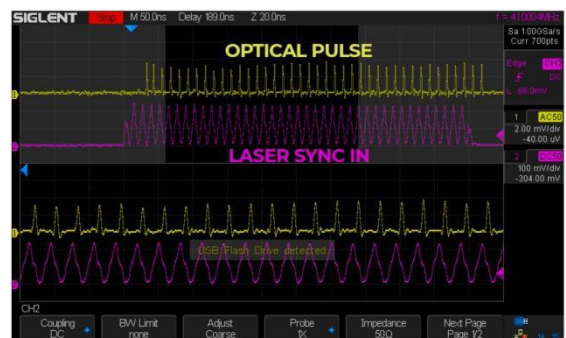 SIGLENT Stop M 50.0ns Delay 189.0ns Z 20.0ns f = 41.0004MHz
Sa 1.00GSa/s
Curr 700pts
Edge CH2
DC
L 66.0mV
OPTICAL PULSE
1 AC50
2.00 mV/div
-40.00 uV
LASER SYNC IN
2 DC50
100 mV/div
-304.00 mV
USB Flash Drive detected!
CH2
Coupling BW Limit Adjust Probe Impedance Next Page
DC none Coarse 1X 50Ω Page 1/2